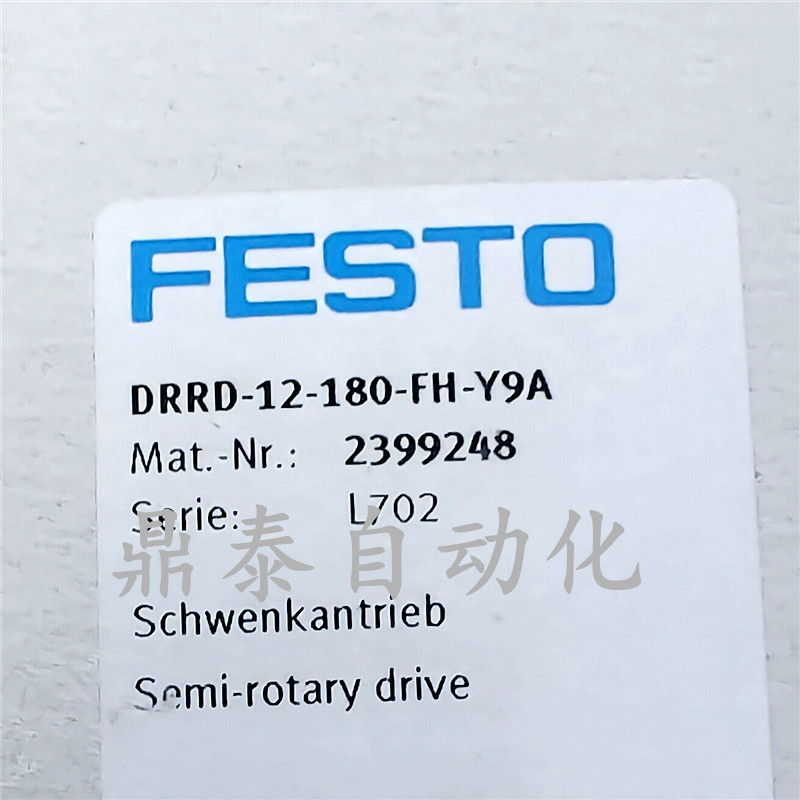 FESTO
DRRD-12-180-FH-Y9A
Mat.-Nr.: 2399248
Serie: L702
鼎泰自动化
Schwenkantrieb
Semi-rotary drive